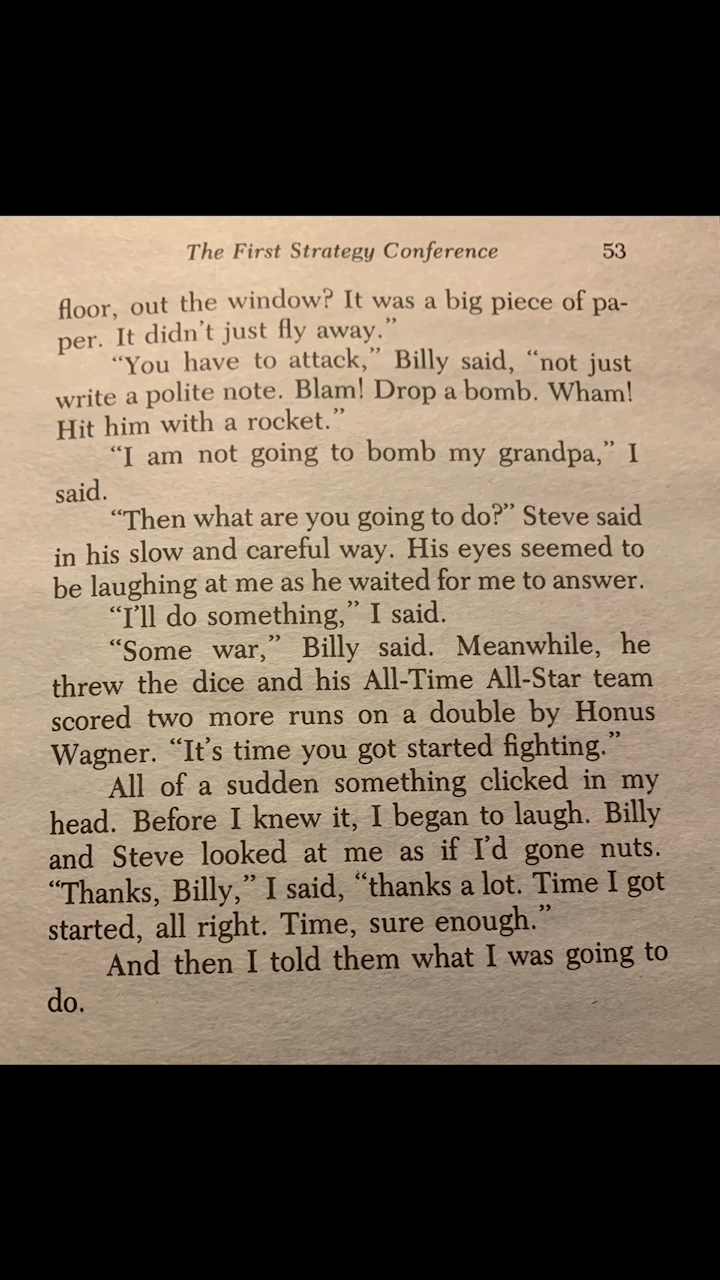 The First Strategy Conference 53
floor, out the window? It was a big piece of pa-
per. It didn't just fly away.”
“You have to attack,” Billy said, “not just
write a polite note. Blam! Drop a bomb. Wham!
Hit him with a rocket.”
“I am not going to bomb my grandpa,” I
said.
“Then what are you going to do?” Steve said
in his slow and careful way. His eyes seemed to
be laughing at me as he waited for me to answer.
“I'll do something,” I said.
“Some war,” Billy said. Meanwhile, he
threw the dice and his All-Time All-Star team
scored two more runs on a double by Honus
Wagner. “It's time you got started fighting.”
All of a sudden something clicked in my
head. Before I knew it, I began to laugh. Billy
and Steve looked at me as if I'd gone nuts.
“Thanks, Billy,” I said, “thanks a lot. Time I got
started, all right. Time, sure enough.”
And then I told them what I was going to
do.